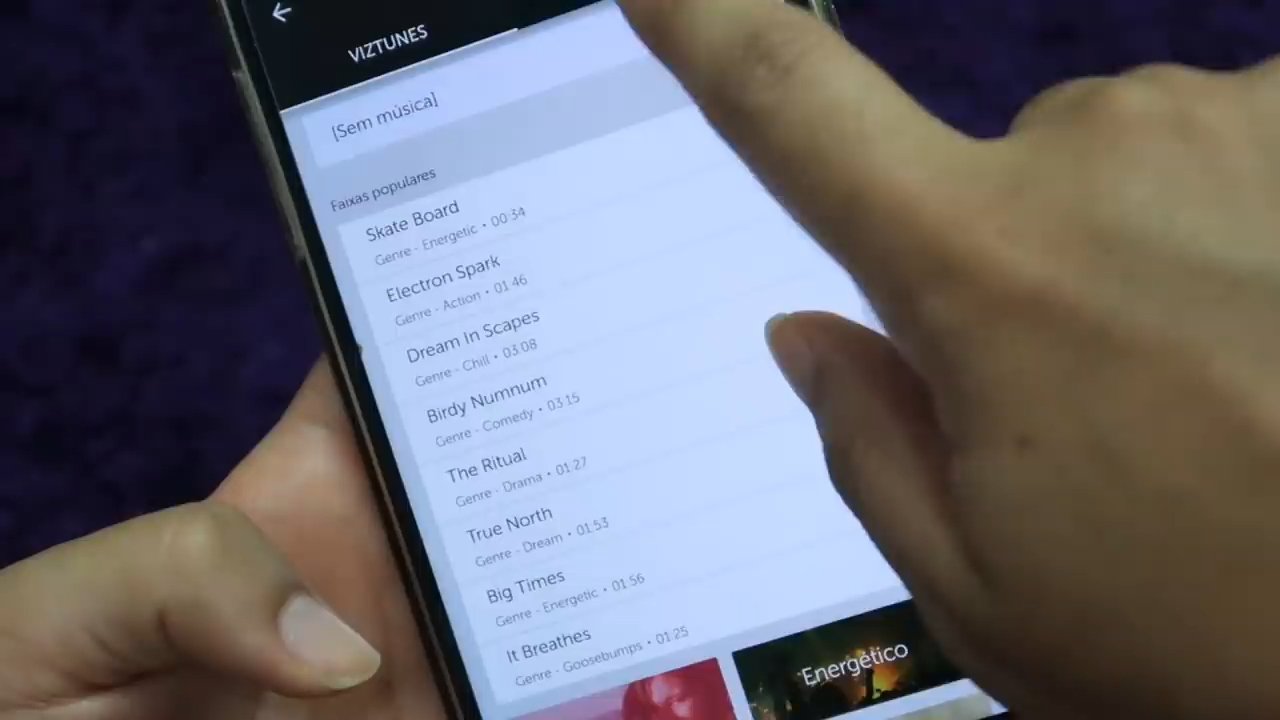 VIZTUNES
[Sem música]
Faixas populares
Skate Board
Genre - Energetic • 00:34
Electron Spark
Genre - Action • 01:46
Dream In Scapes
Genre - Chill • 03:08
Birdy Numnum
Genre - Comedy • 03:15
The Ritual
Genre - Drama • 01:27
True North
Genre - Dream • 01:53
Big Times
Genre - Energetic • 01:56
It Breathes
Genre - Goosebumps • 01:25
Energético